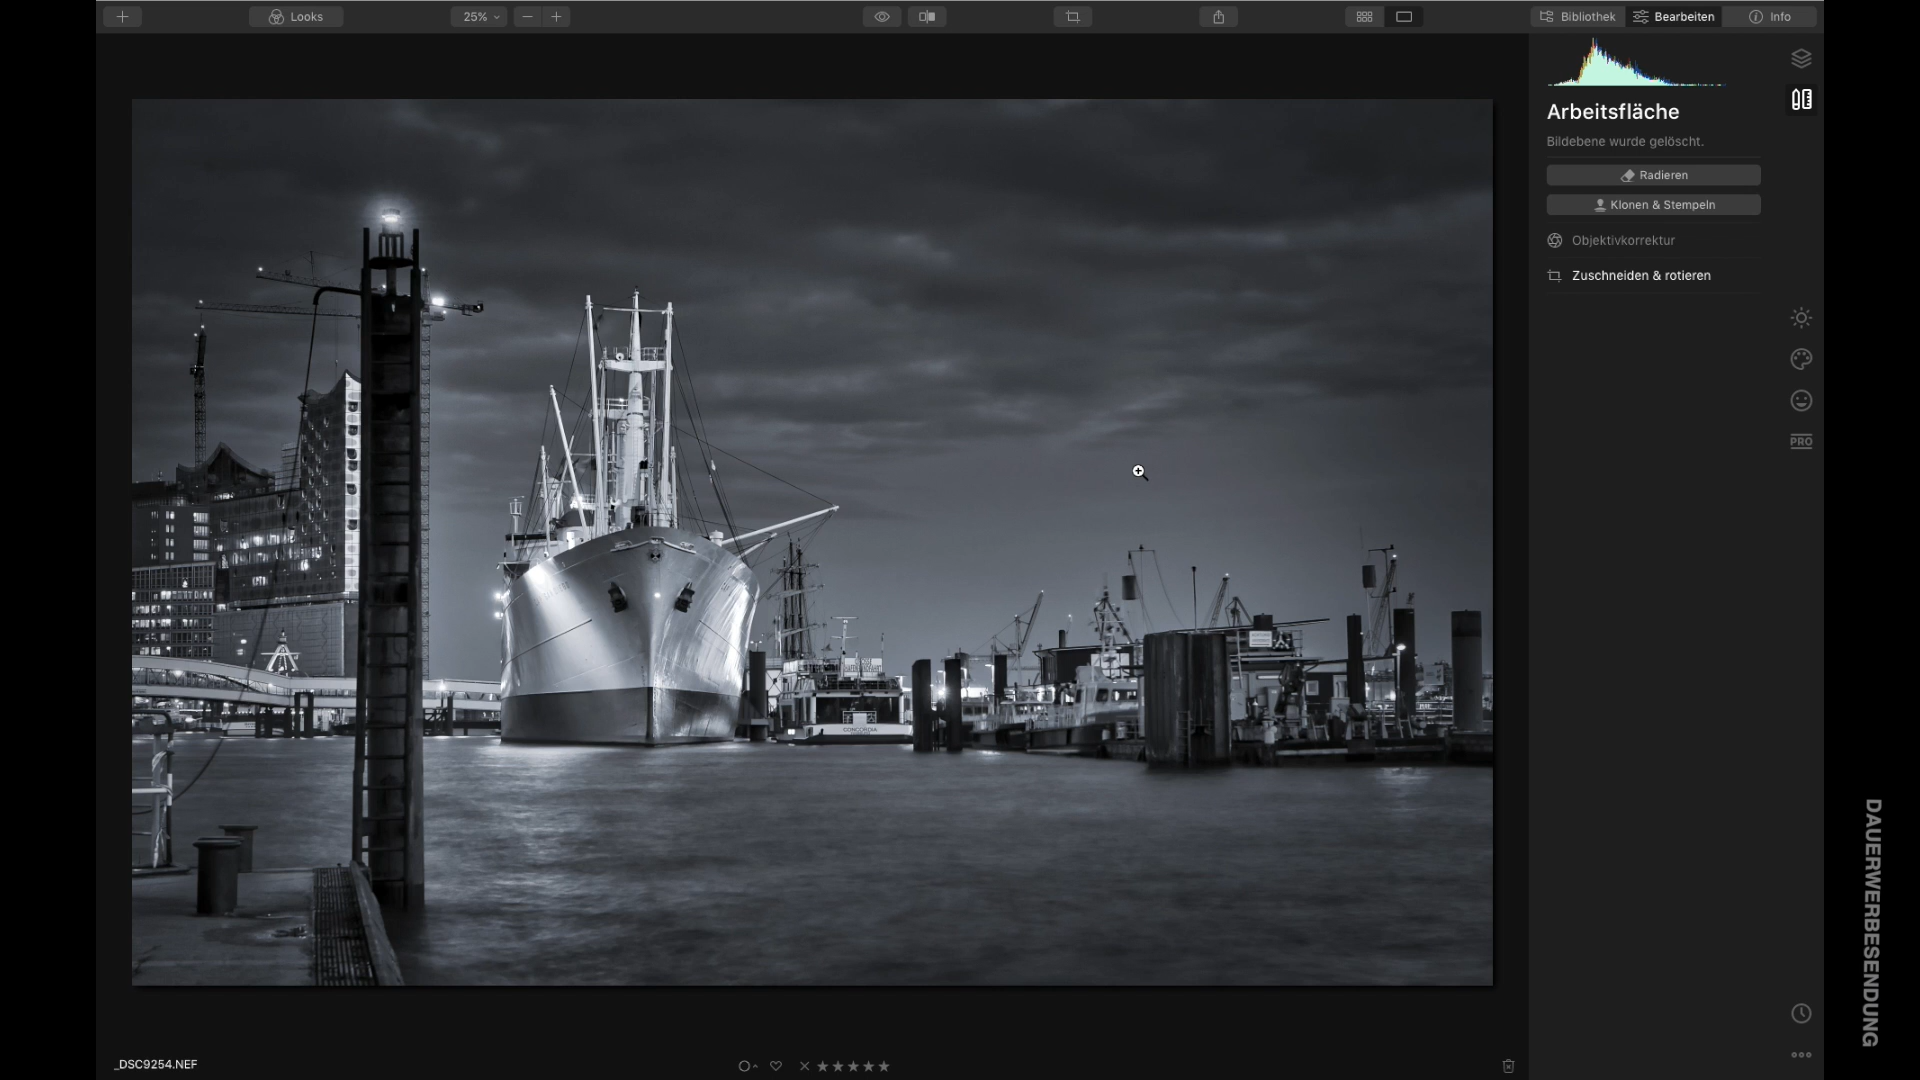 Looks
25%
Bibliothek
Bearbeiten
Info
Arbeitsfläche
Bildebene wurde gelöscht.
Radieren
Klonen & Stempeln
Objektivkorrektur
Zuschneiden & rotieren
PRO
CONCORDIA
_DSC9254.NEF
DAUERWERBESENDUNG